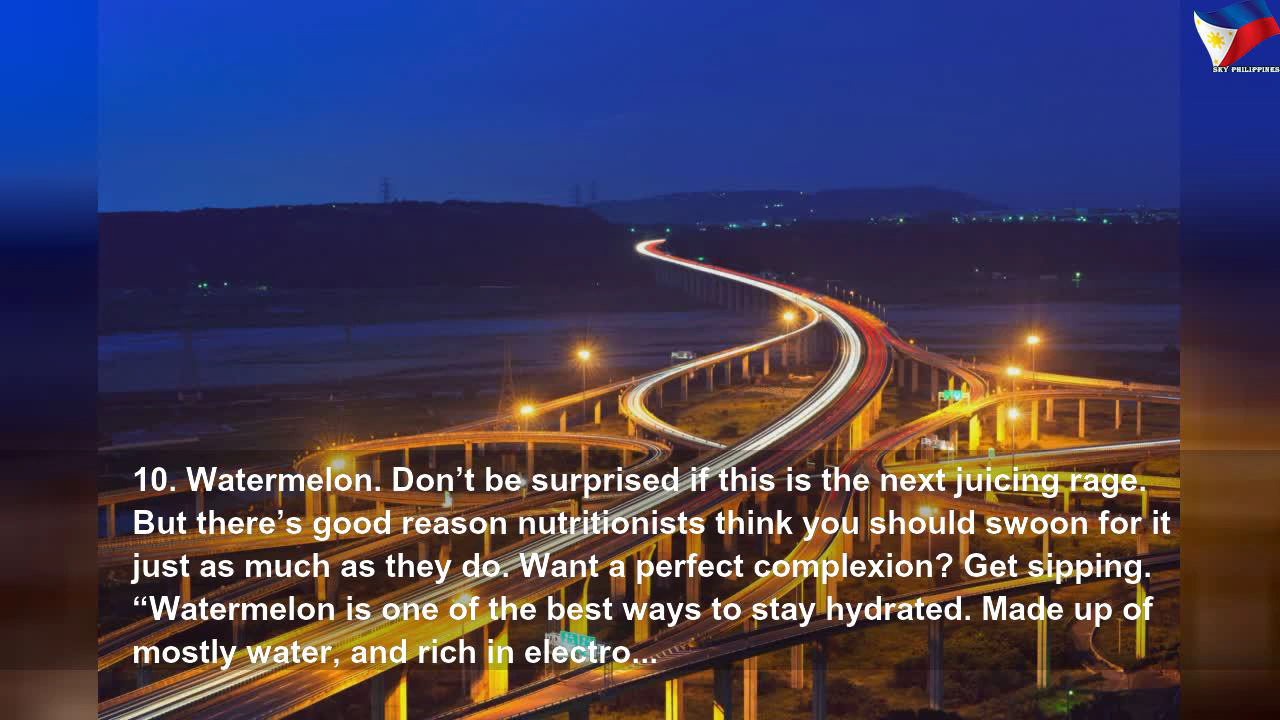 SKY PHILIPPINES
10. Watermelon. Don’t be surprised if this is the next juicing rage.
But there’s good reason nutritionists think you should swoon for it
just as much as they do. Want a perfect complexion? Get sipping.
“Watermelon is one of the best ways to stay hydrated. Made up of
mostly water, and rich in electro...